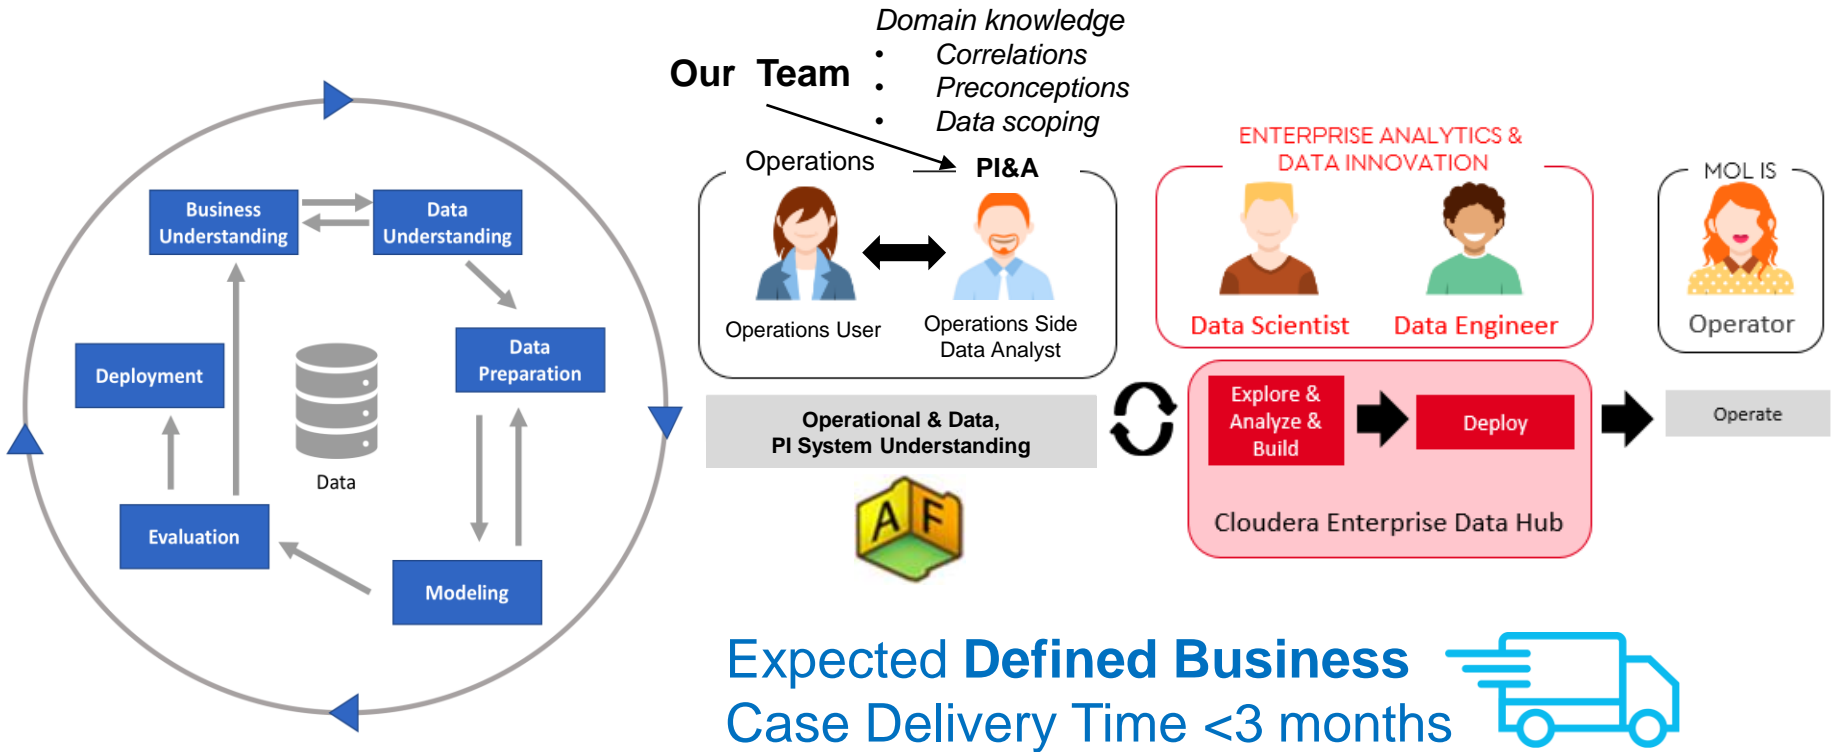 Business
Understanding
Data
Understanding
Data
Preparation
Deployment
Data
Evaluation
Modeling
Our Team
Domain knowledge
• Correlations
• Preconceptions
• Data scoping
Operations
PI&A
Operations User
Operations Side
Data Analyst
ENTERPRISE ANALYTICS &
DATA INNOVATION
Data Scientist
Data Engineer
MOL IS
Operator
Operational & Data,
PI System Understanding
AF
Explore &
Analyze &
Build
Deploy
Cloudera Enterprise Data Hub
Operate
Expected Defined Business
Case Delivery Time <3 months